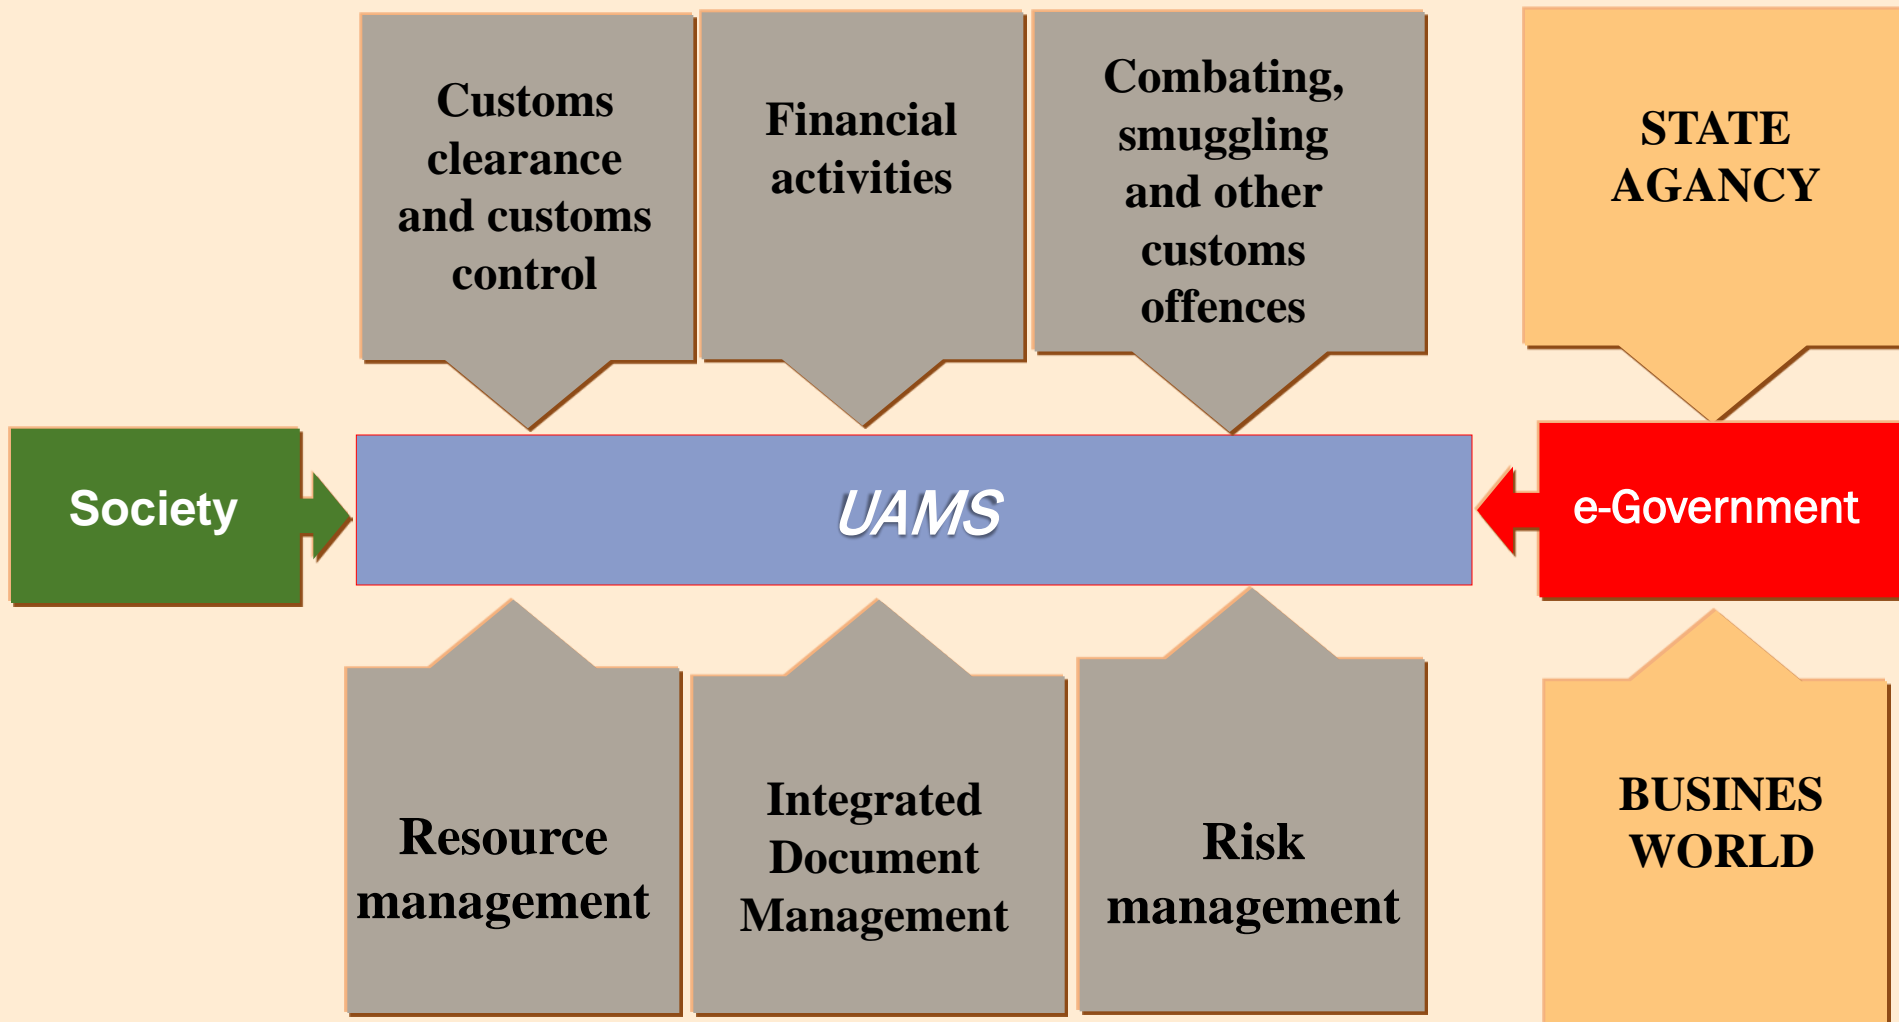 Customs
clearance
and customs
control
Financial
activities
Combating,
smuggling
and other
customs
offences
STATE
AGANCY
Society
UAMS
e-Government
Resource
management
Integrated
Document
Management
Risk
management
BUSINES
WORLD